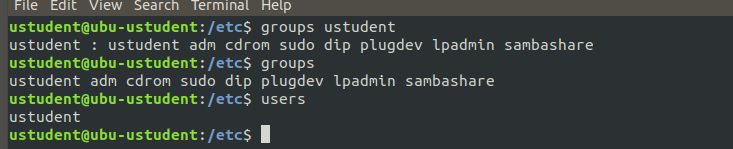 File Edit View Search Terminal Help
ustudent@ubu-ustudent:/etc$ groups ustudent
ustudent : ustudent adm cdrom sudo dip plugdev lpadmin sambashare
ustudent@ubu-ustudent:/etc$ groups
ustudent adm cdrom sudo dip plugdev lpadmin sambashare
ustudent@ubu-ustudent:/etc$ users
ustudent
ustudent@ubu-ustudent:/etc$